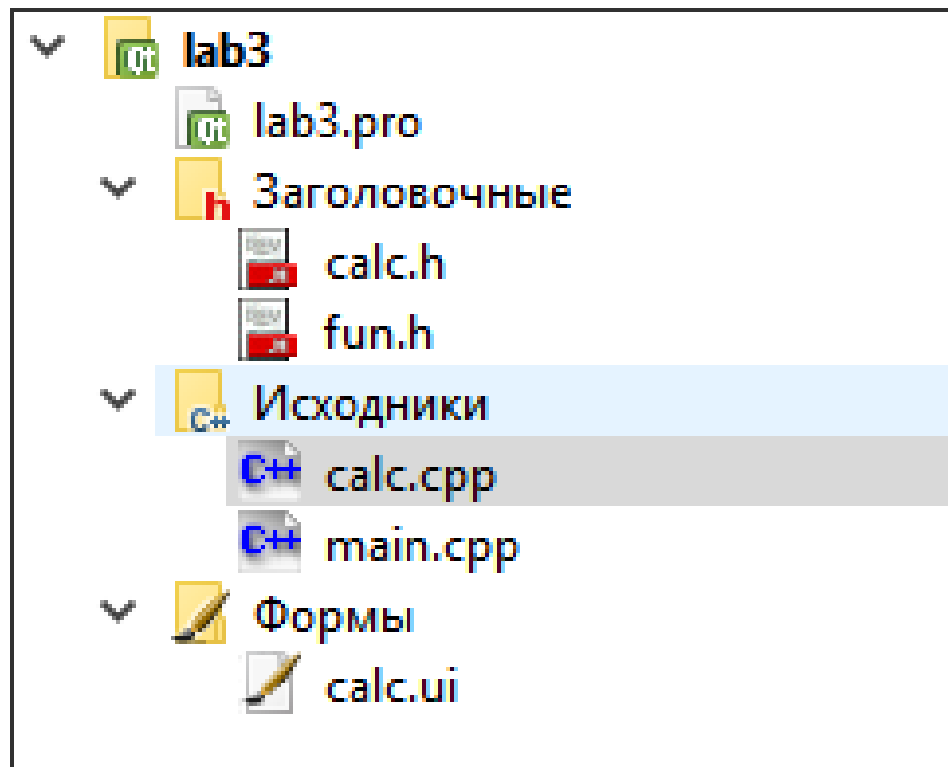 lab3
lab3.pro
Заголовочные
calc.h
fun.h
Исходники
calc.cpp
main.cpp
Формы
calc.ui